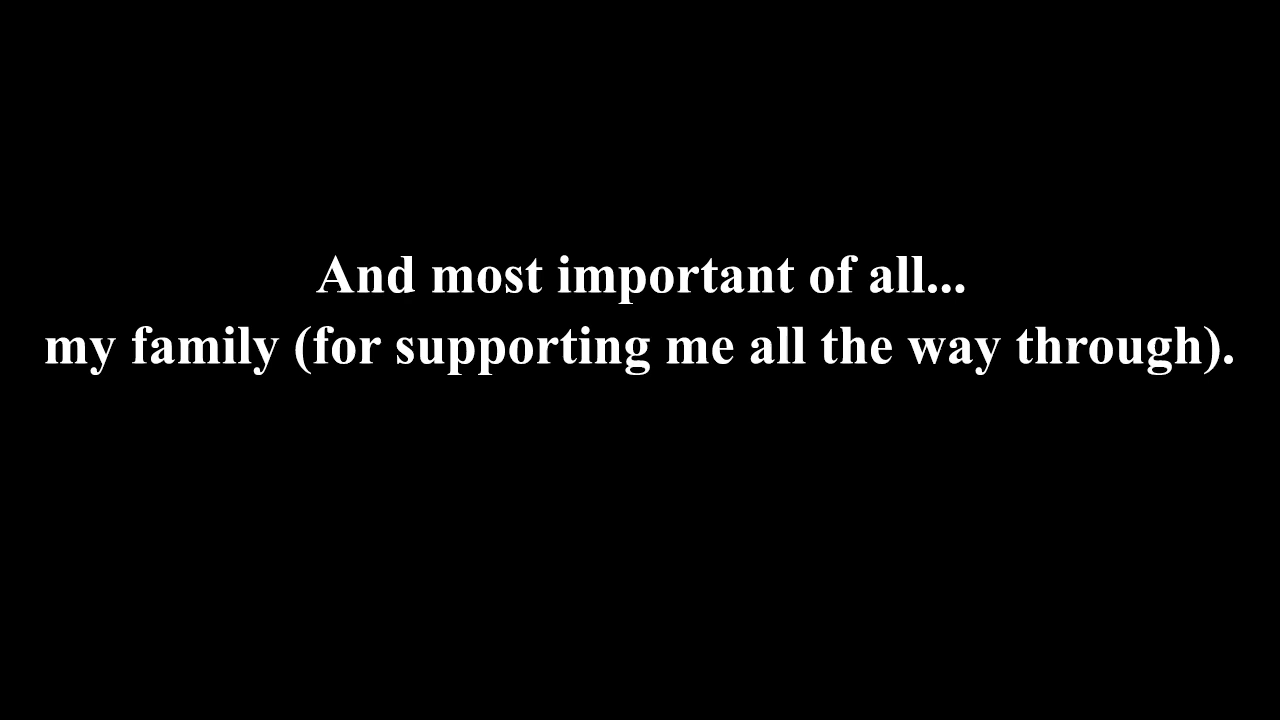 And most important of all...
my family (for supporting me all the way through).